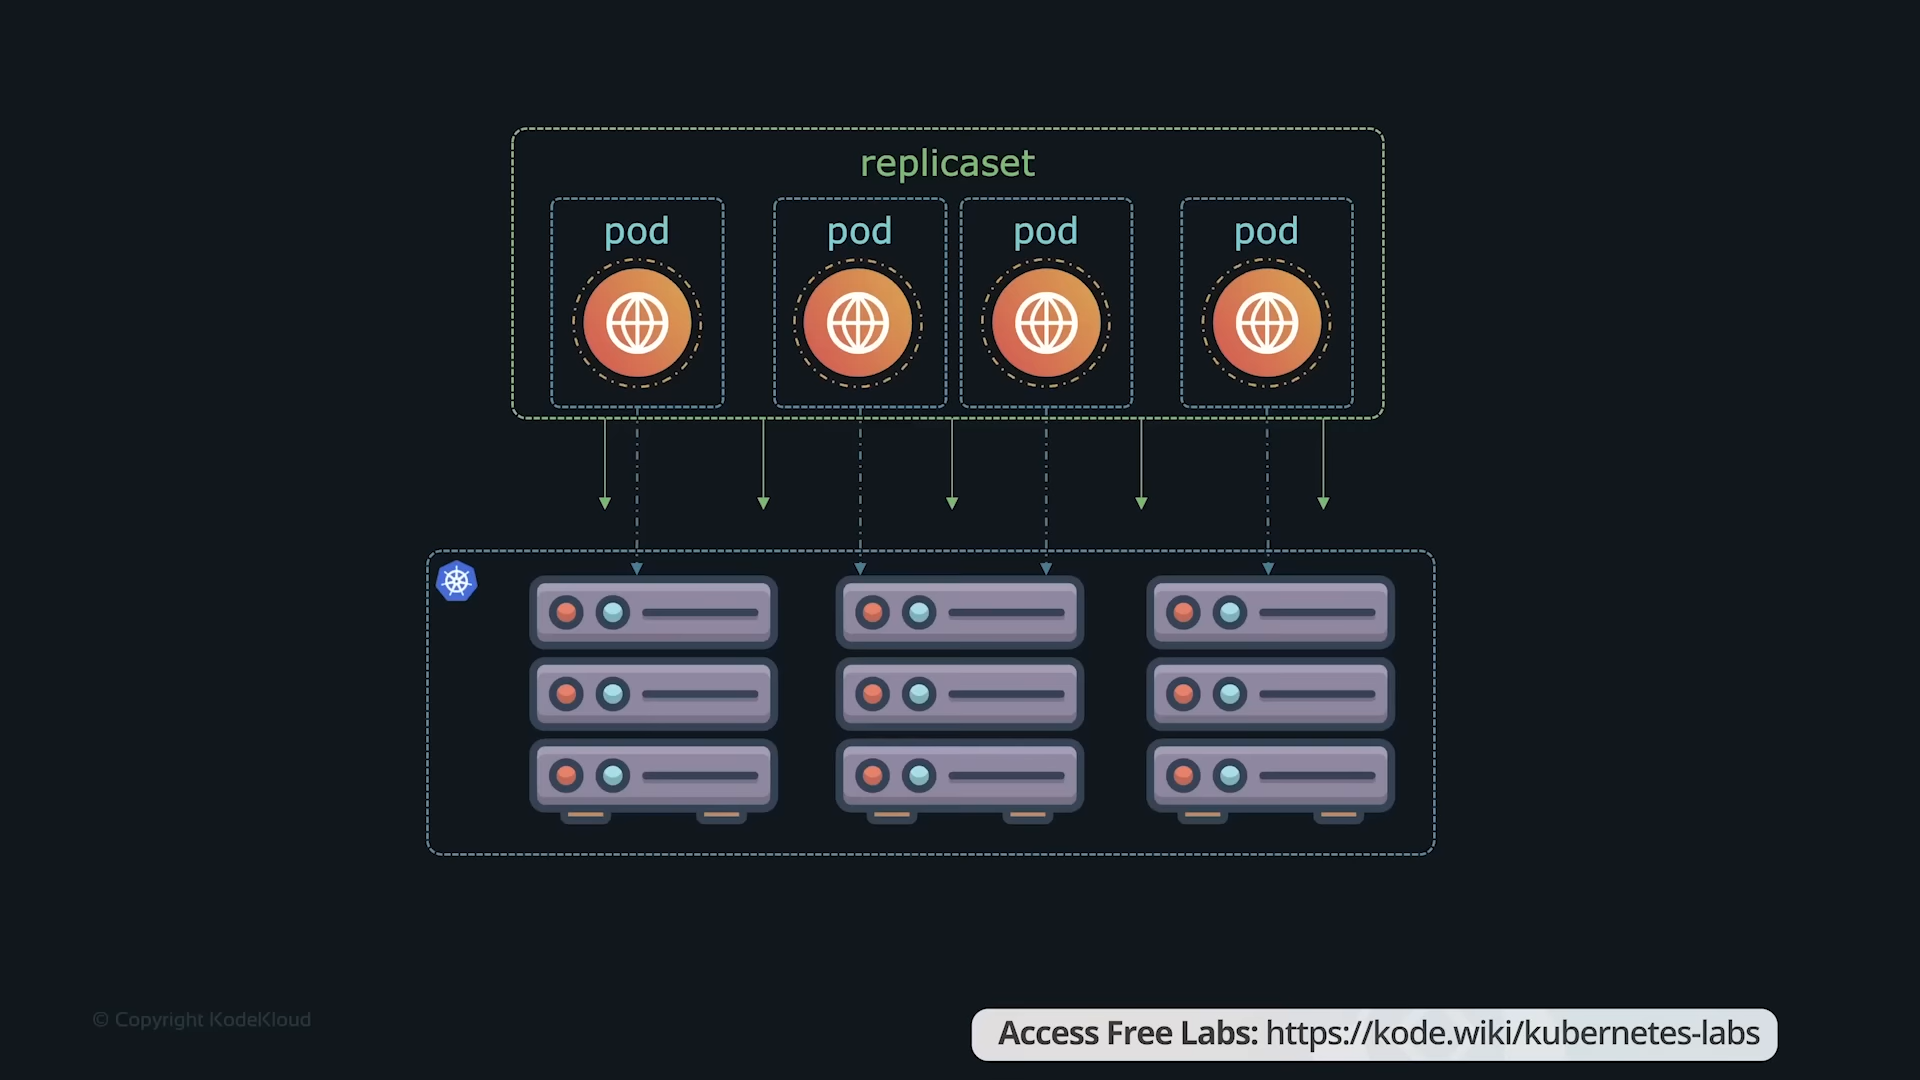 replicaset
pod pod pod pod
© Copyright KodeKloud
Access Free Labs: https://kode.wiki/kubernetes-labs